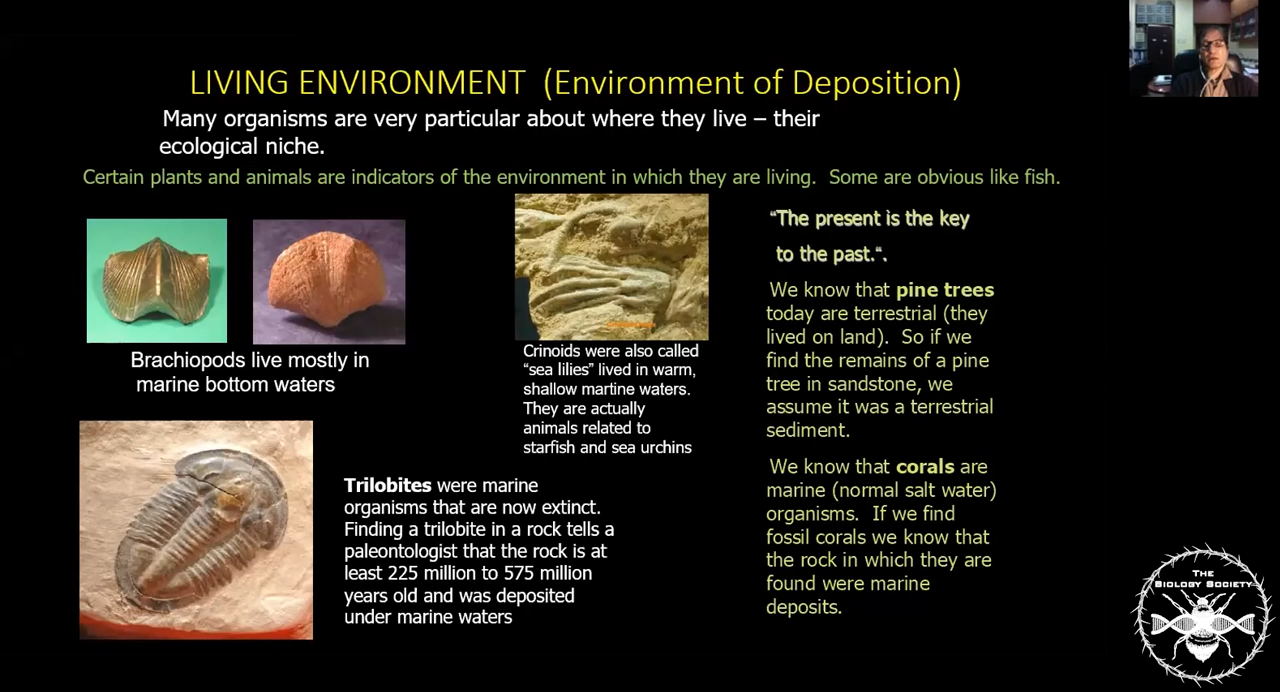 LIVING ENVIRONMENT (Environment of Deposition)
Many organisms are very particular about where they live – their
ecological niche.
Certain plants and animals are indicators of the environment in which they are living. Some are obvious like fish.
Brachiopods live mostly in
marine bottom waters
Crinoids were also called
“sea lilies” lived in warm,
shallow martine waters.
They are actually
animals related to
starfish and sea urchins
Trilobites were marine
organisms that are now extinct.
Finding a trilobite in a rock tells a
paleontologist that the rock is at
least 225 million to 575 million
years old and was deposited
under marine waters
“The present is the key
to the past.“.
We know that pine trees
today are terrestrial (they
lived on land). So if we
find the remains of a pine
tree in sandstone, we
assume it was a terrestrial
sediment.
We know that corals are
marine (normal salt water)
organisms. If we find
fossil corals we know that
the rock in which they are
found were marine
deposits.
THE
BIOLOGY SOCIETY